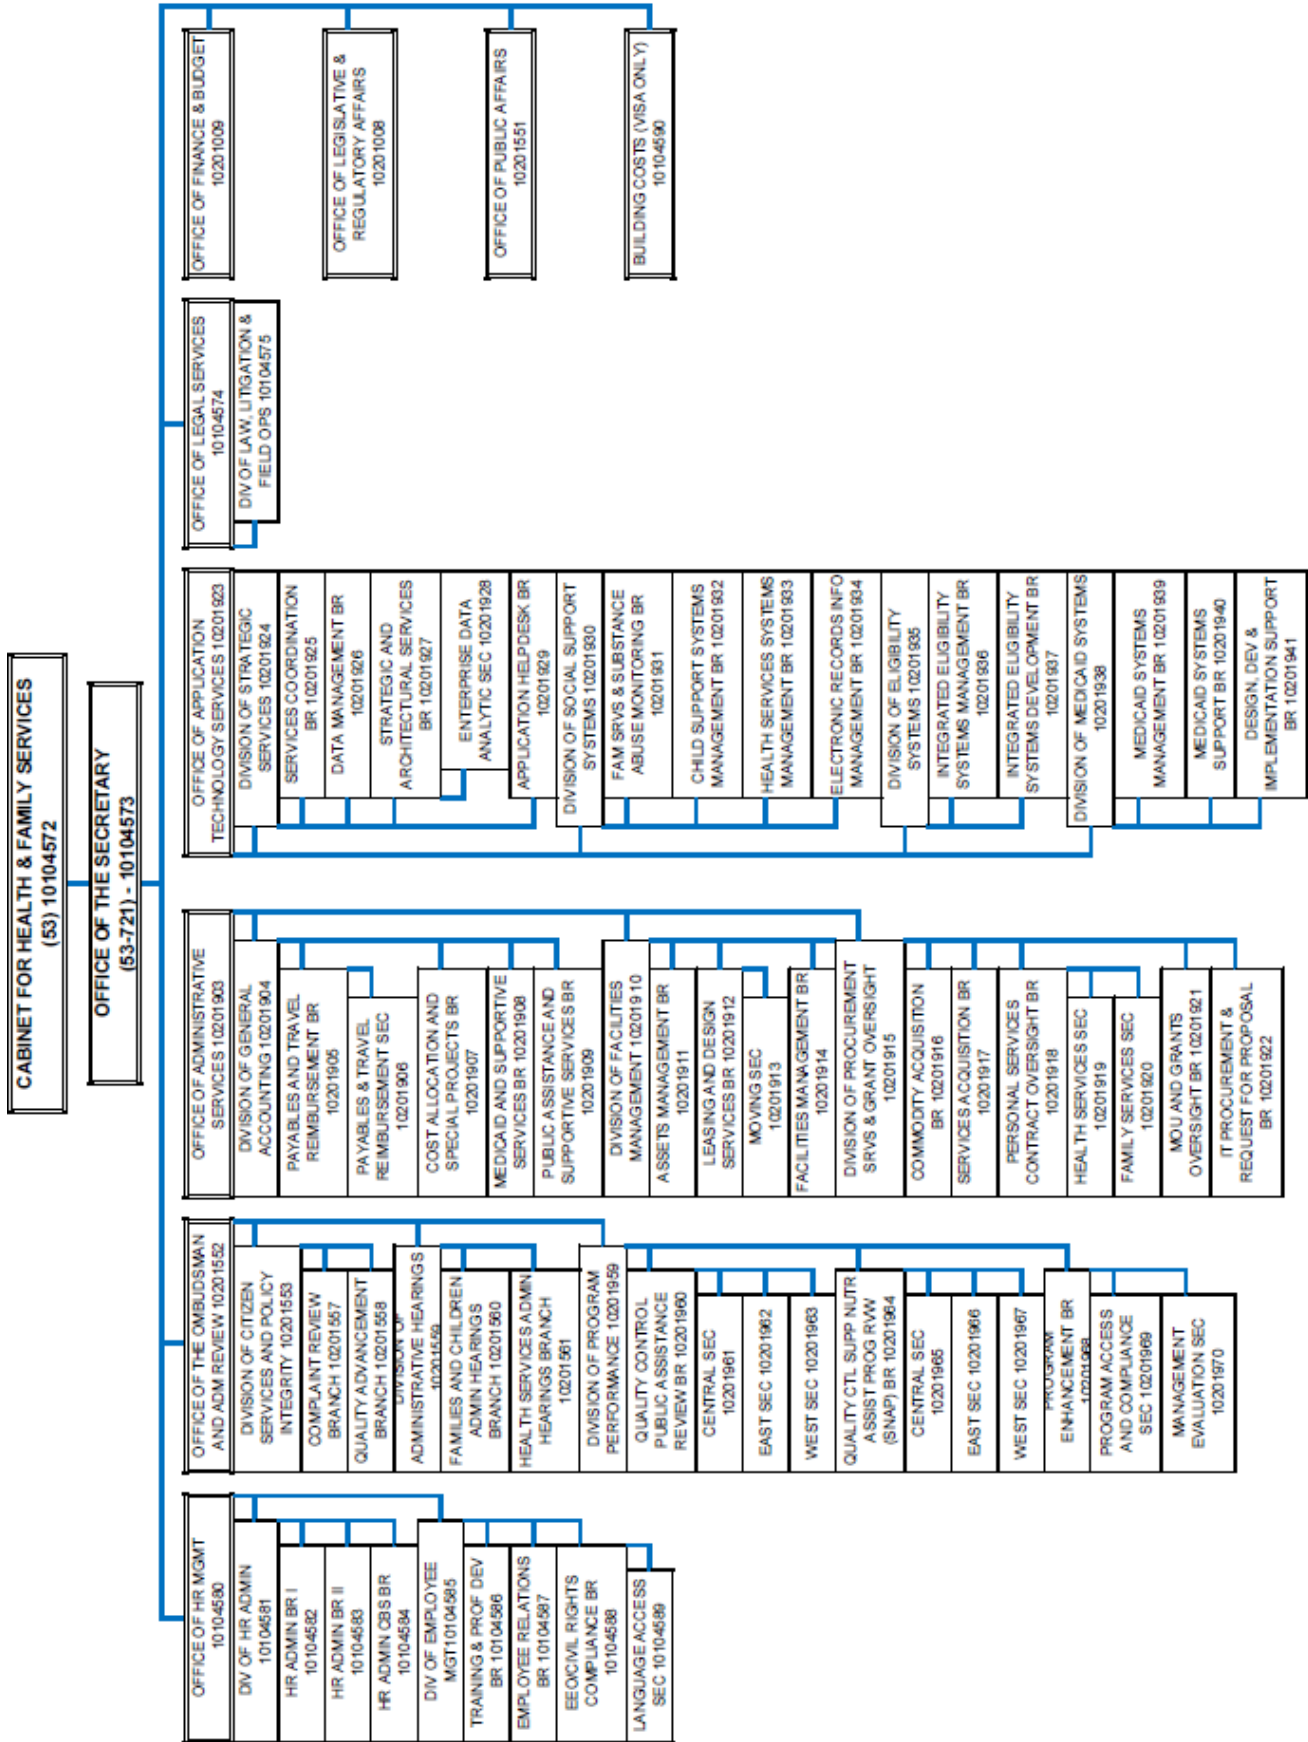 CABINET FOR HEALTH & FAMILY SERVICES
(53) 10104572
OFFICE OF THE SECRETARY
(53-721) - 10104573
OFFICE OF HR MGMT
10104580
DIV OF HR ADMIN
10104581
HR ADMIN BR I
10104582
HR ADMIN BR II
10104583
HR ADMIN CBS BR
10104584
DIV OF EMPLOYEE
MGT10104585
TRAINING & PROF DEV
BR 10104586
EMPLOYEE RELATIONS
BR 10104587
EEO/CIVIL RIGHTS
COMPLIANCE BR
10104588
LANGUAGE ACCESS
SEC 10104589
OFFICE OF THE OMBUDSMAN
AND ADM REVIEW 10201552
DIVISION OF CITIZEN
SERVICES AND POLICY
INTEGRITY 10201553
COMPLAINT REVIEW
BRANCH 10201557
QUALITY ADVANCEMENT
BRANCH 10201558
DIVISION OF
ADMINISTRATIVE HEARINGS
10201559
FAMILIES AND CHILDREN
ADMIN HEARINGS
BRANCH 10201560
HEALTH SERVICES ADMIN
HEARINGS BRANCH
10201561
DIVISION OF PROGRAM
PERFORMANCE 10201959
QUALITY CONTROL
PUBLIC ASSISTANCE
REVIEW BR 10201960
CENTRAL SEC
10201961
EAST SEC 10201962
WEST SEC 10201963
QUALITY CTL SUPP NUTR
ASSIST PROG RVW
(SNAP) BR 10201964
CENTRAL SEC
10201965
EAST SEC 10201966
WEST SEC 10201967
PROGRAM
ENHANCEMENT BR
10201968
PROGRAM ACCESS
AND COMPLIANCE
SEC 10201969
MANAGEMENT
EVALUATION SEC
10201970
OFFICE OF ADMINISTRATIVE
SERVICES 10201903
DIVISION OF GENERAL
ACCOUNTING 10201904
PAYABLES AND TRAVEL
REIMBURSEMENT BR
10201905
PAYABLES & TRAVEL
REIMBURSEMENT SEC
10201906
COST ALLOCATION AND
SPECIAL PROJECTS BR
10201907
MEDICAID AND SUPPORTIVE
SERVICES BR 10201908
PUBLIC ASSISTANCE AND
SUPPORTIVE SERVICES BR
10201909
DIVISION OF FACILITIES
MANAGEMENT 10201910
ASSETS MANAGEMENT BR
10201911
LEASING AND DESIGN
SERVICES BR 10201912
MOVING SEC
10201913
FACILITIES MANAGEMENT BR
10201914
DIVISION OF PROCUREMENT
SRVS & GRANT OVERSIGHT
10201915
COMMODITY ACQUISITION
BR 10201916
SERVICES ACQUISITION BR
10201917
PERSONAL SERVICES
CONTRACT OVERSIGHT BR
10201918
HEALTH SERVICES SEC
10201919
FAMILY SERVICES SEC
10201920
MOU AND GRANTS
OVERSIGHT BR 10201921
IT PROCUREMENT &
REQUEST FOR PROPOSAL
BR 10201922
OFFICE OF APPLICATION
TECHNOLOGY SERVICES 10201923
DIVISION OF STRATEGIC
SERVICES 10201924
SERVICES COORDINATION
BR 10201925
DATA MANAGEMENT BR
10201926
STRATEGIC AND
ARCHITECTURAL SERVICES
BR 10201927
ENTERPRISE DATA
ANALYTIC SEC 10201928
APPLICATION HELP DESK BR
10201929
DIVISION OF SOCIAL SUPPORT
SYSTEMS 10201930
FAM SRVS & SUBSTANCE
ABUSE MONITORING BR
10201931
CHILD SUPPORT SYSTEMS
MANAGEMENT BR 10201932
HEALTH SERVICES SYSTEMS
MANAGEMENT BR 10201933
ELECTRONIC RECORDS INFO
MANAGEMENT BR 10201934
DIVISION OF ELIGIBILITY
SYSTEMS 10201935
INTEGRATED ELIGIBILITY
SYSTEMS MANAGEMENT BR
10201936
INTEGRATED ELIGIBILITY
SYSTEMS DEVELOPMENT BR
10201937
DIVISION OF MEDICAID SYSTEMS
10201938
MEDICAID SYSTEMS
MANAGEMENT BR 10201939
MEDICAID SYSTEMS
SUPPORT BR 10201940
DESIGN, DEV &
IMPLEMENTATION SUPPORT
BR 10201941
OFFICE OF LEGAL SERVICES
10104574
DIV OF LAW, LITIGATION &
FIELD OPS 10104575
OFFICE OF FINANCE & BUDGET
10201009
OFFICE OF LEGISLATIVE &
REGULATORY AFFAIRS
10201008
OFFICE OF PUBLIC AFFAIRS
10201551
BUILDING COSTS (VISA ONLY)
10104590